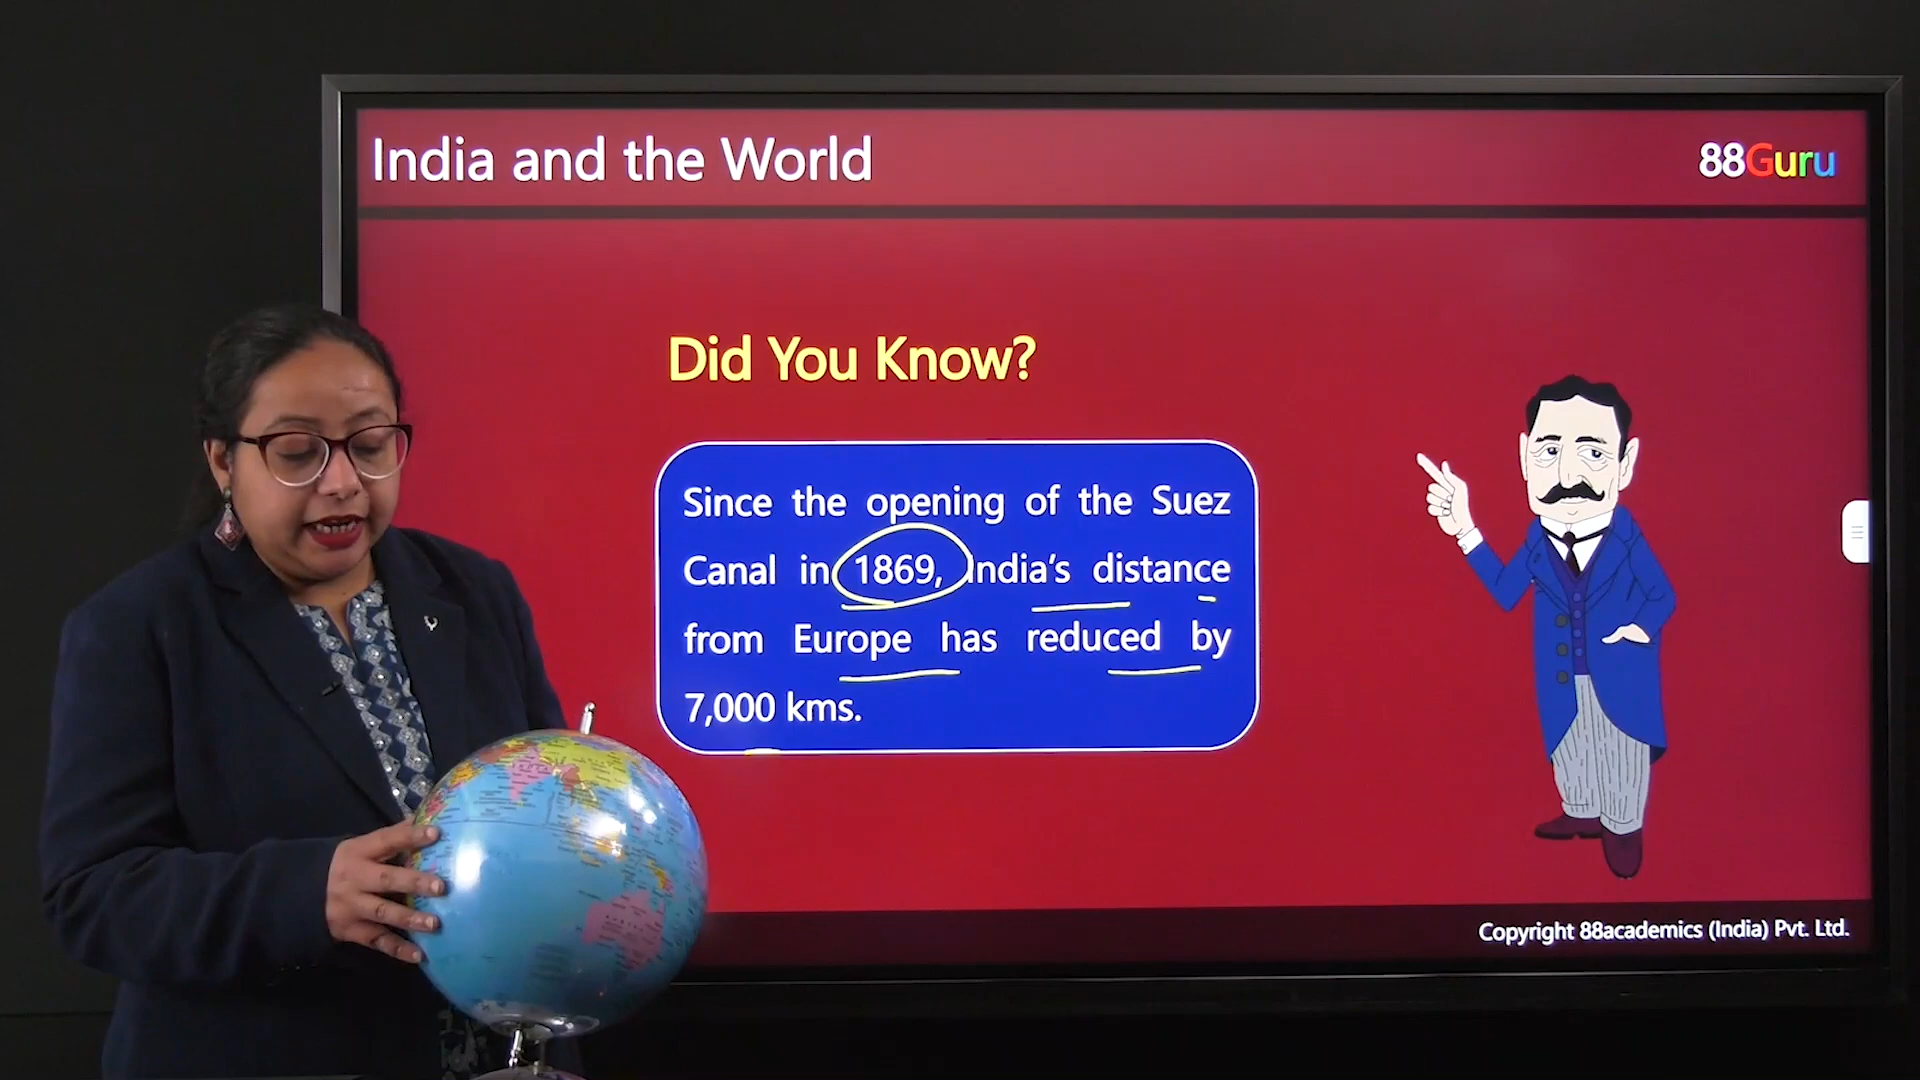 India and the World
88Guru
Did You Know?
Since the opening of the Suez
Canal in 1869, India's distance
from Europe has reduced by
7,000 kms.
Copyright 88academics (India) Pvt. Ltd.